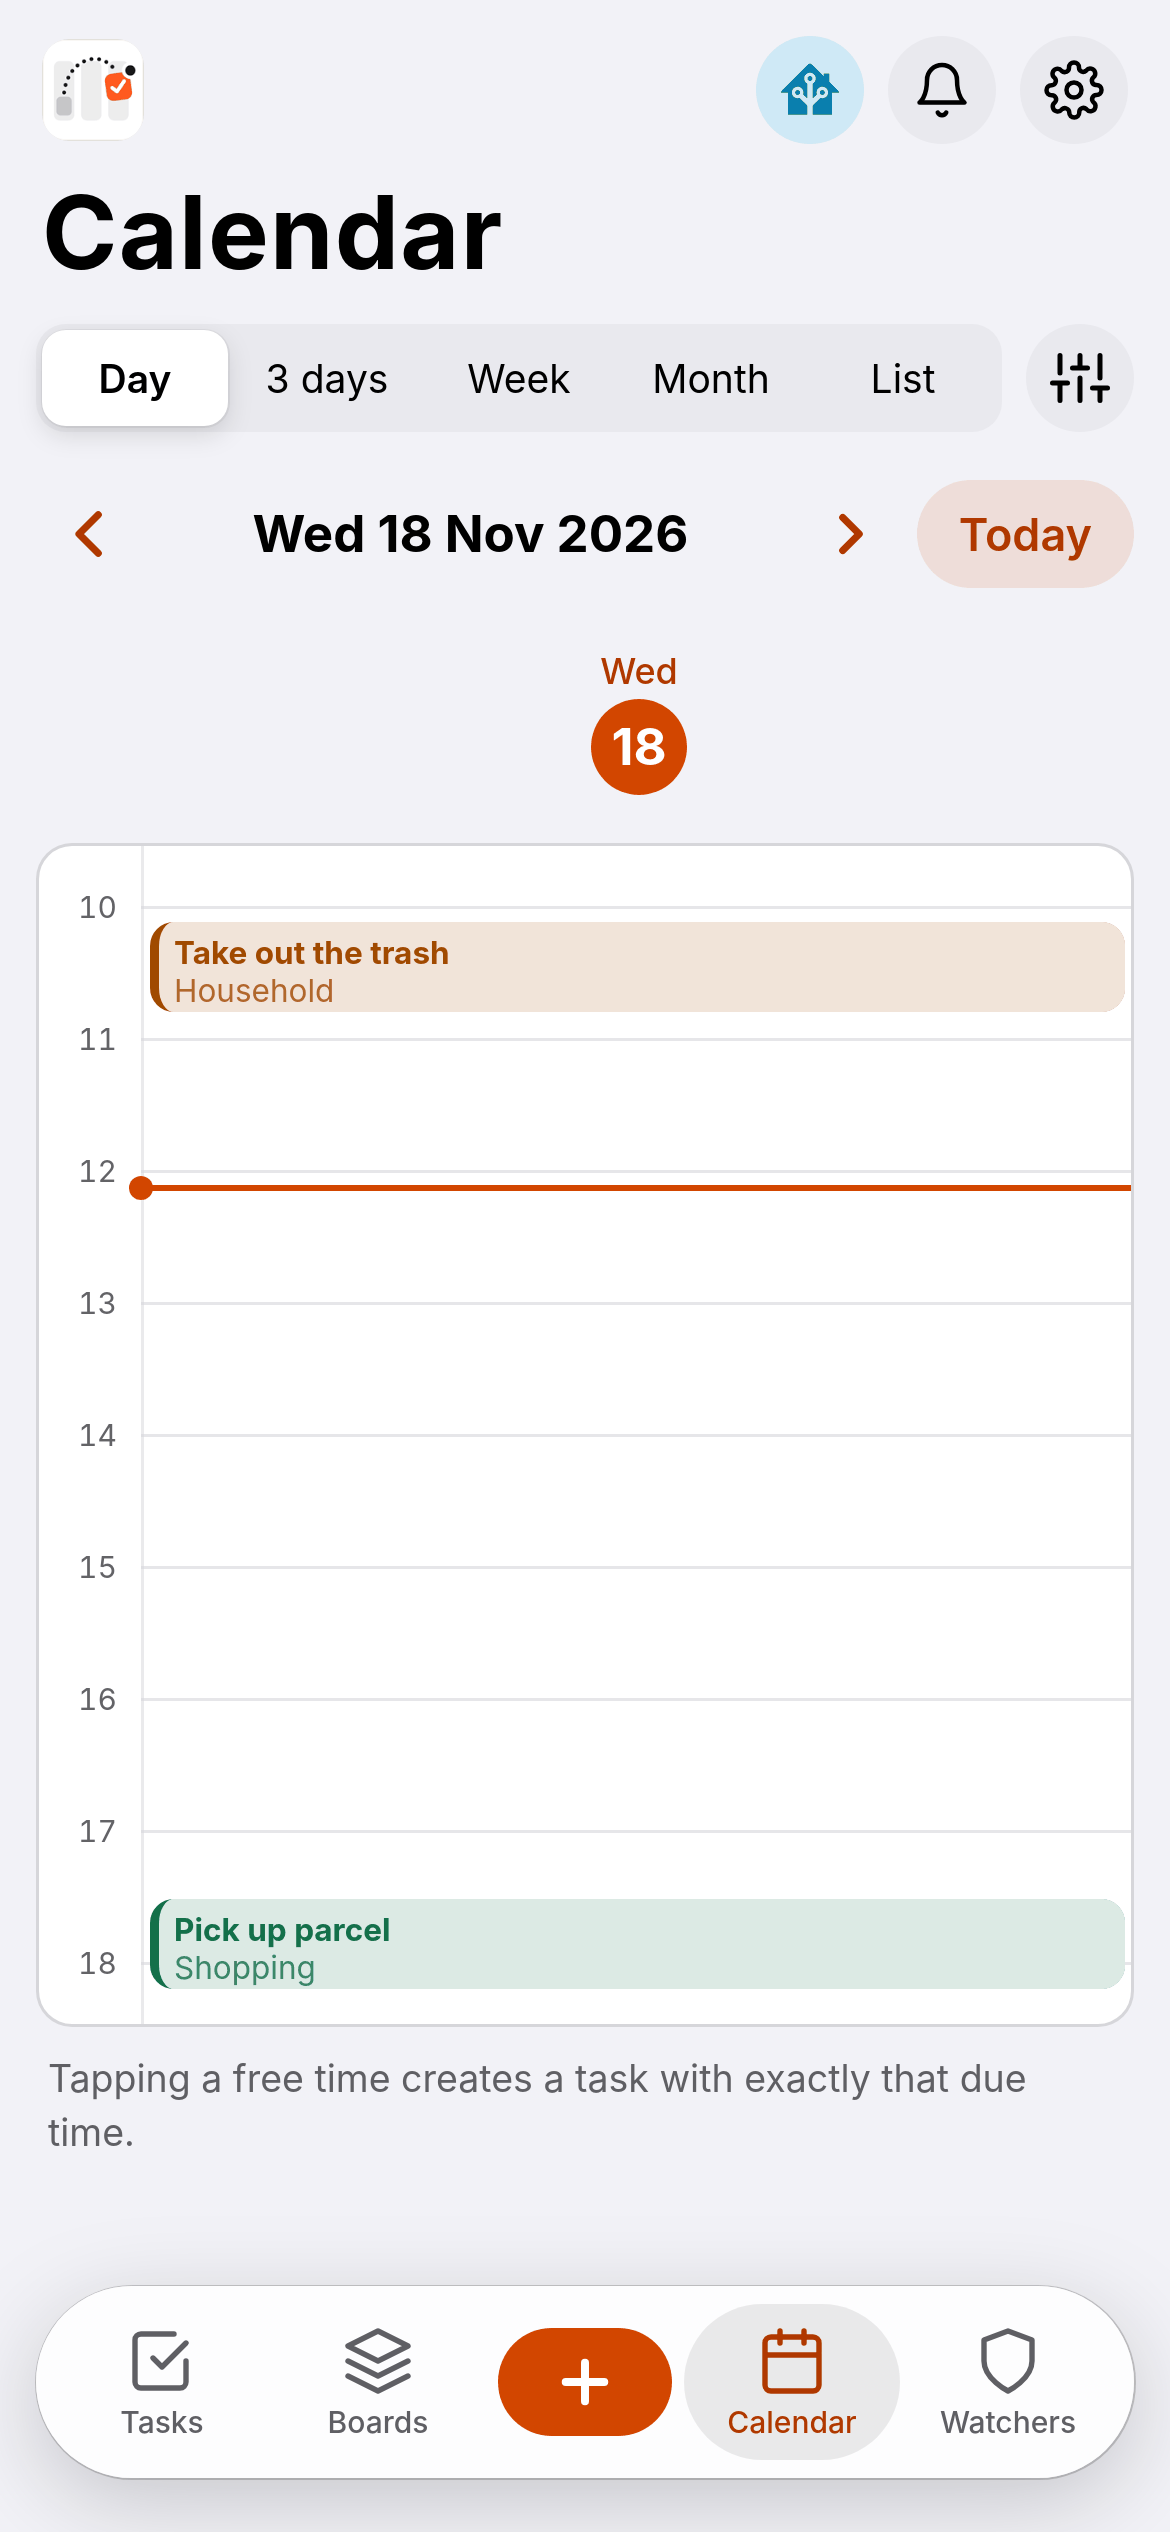 Calendar
Day
3 days
Week
Month
List
Wed 18 Nov 2026
Today
Wed
18
10
Take out the trash
Household
11
12
13
14
15
16
17
Pick up parcel
18
Shopping
Tapping a free time creates a task with exactly that due
time.
Tasks
Boards
Calendar
Watchers